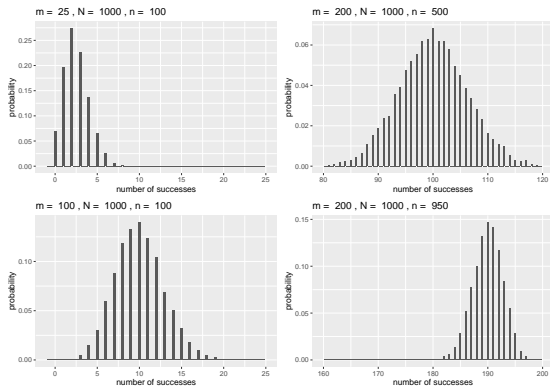 m = 25 , N = 1000 , n = 100
probability
0.25
0.20
0.15
0.10
0.05
0.00
0 5 10 15 20 25
number of successes
m = 200 , N = 1000 , n = 500
probability
0.06
0.04
0.02
0.00
80 90 100 110 120
number of successes
m = 100 , N = 1000 , n = 100
probability
0.10
0.05
0.00
0 5 10 15 20 25
number of successes
m = 200 , N = 1000 , n = 950
probability
0.15
0.10
0.05
0.00
160 170 180 190 200
number of successes